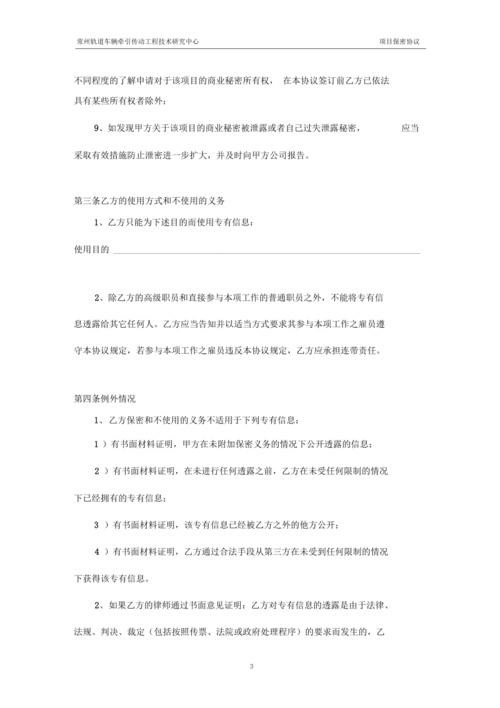 常州轨道车辆牵引传动工程技术研究中心 项目保密协议
不同程度的了解申请对于该项目的商业秘密所有权， 在本协议签订前乙方已依法
具有某些所有权者除外；
9、如发现甲方关于该项目的商业秘密被泄露或者自己过失泄露秘密， 应当
采取有效措施防止泄密进一步扩大，并及时向甲方公司报告。
第三条乙方的使用方式和不使用的义务
1、乙方只能为下述目的而使用专有信息；
使用目的
2、除乙方的高级职员和直接参与本项工作的普通职员之外，不能将专有信
息透露给其它任何人。乙方应当告知并以适当方式要求其参与本项工作之雇员遵
守本协议规定，若参与本项工作之雇员违反本协议规定，乙方应承担连带责任。
第四条例外情况
1、乙方保密和不使用的义务不适用于下列专有信息；
1 ）有书面材料证明，甲方在未附加保密义务的情况下公开透露的信息；
2 ）有书面材料证明，在未进行任何透露之前，乙方在未受任何限制的情况
下已经拥有的专有信息；
3 ）有书面材料证明，该专有信息已经被乙方之外的他方公开；
4 ）有书面材料证明，乙方通过合法手段从第三方在未受到任何限制的情况
下获得该专有信息。
2、如果乙方的律师通过书面意见证明；乙方对专有信息的透露是由于法律、
法规、判决、裁定（包括按照传票、法院或政府处理程序）的要求而发生的，乙
3